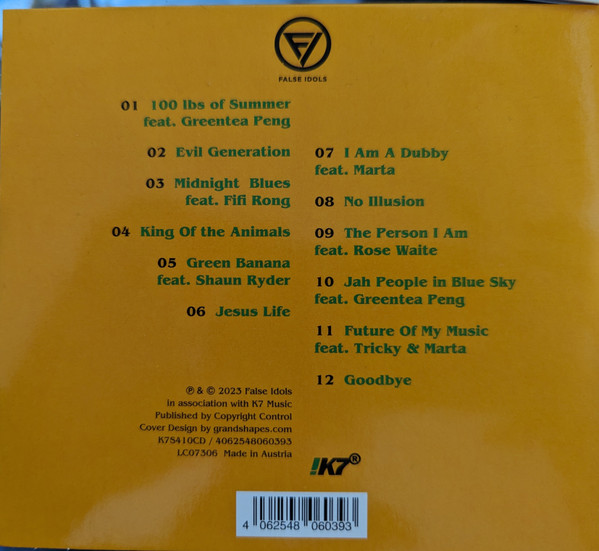 FALSE IDOLS
01 100 lbs of Summer
feat. Greentea Peng
02 Evil Generation
03 Midnight Blues
feat. Fifi Rong
04 King Of the Animals
05 Green Banana
feat. Shaun Ryder
06 Jesus Life
07 I Am A Dubby
feat. Marta
08 No Illusion
09 The Person I Am
feat. Rose Waite
10 Jah People in Blue Sky
feat. Greentea Peng
11 Future Of My Music
feat. Tricky & Marta
12 Goodbye
℗ & © 2023 False Idols
in association with K7 Music
Published by Copyright Control
Cover Design by grandshapes.com
K7S410CD / 4062548060393
LC07306 Made in Austria
!K7®
4 062548 060393